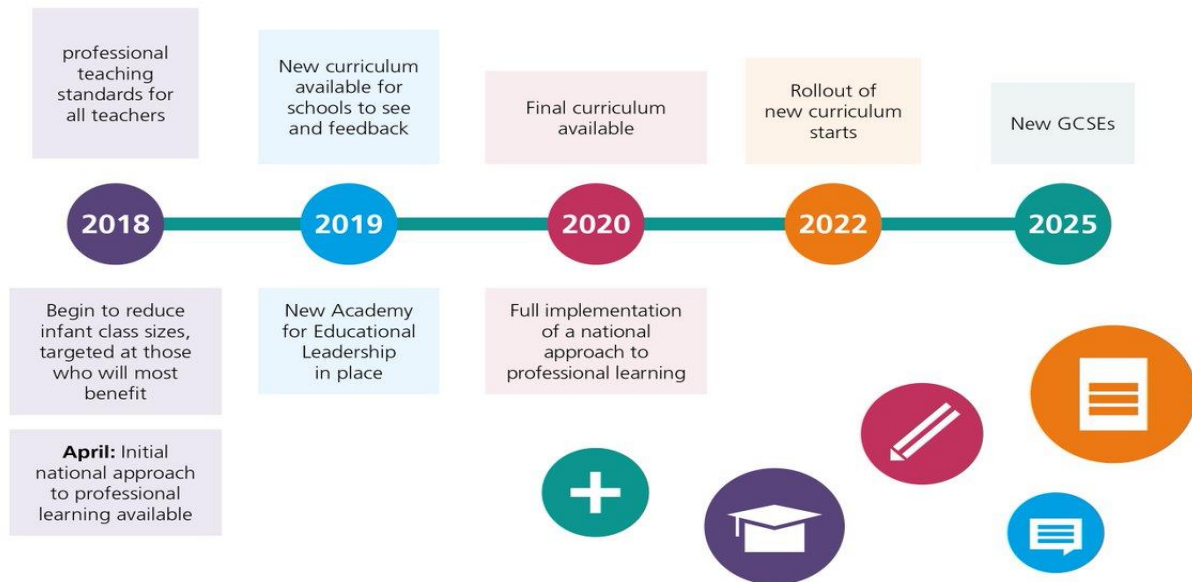 professional
teaching
standards for
all teachers
New curriculum
available for
schools to see
and feedback
Final curriculum
available
Rollout of
new curriculum
starts
New GCSEs
2018
2019
2020
2022
2025
Begin to reduce
infant class sizes,
targeted at those
who will most
benefit
New Academy
for Educational
Leadership
in place
Full implementation
of a national
approach to
professional learning
April: Initial
national approach
to professional
learning available